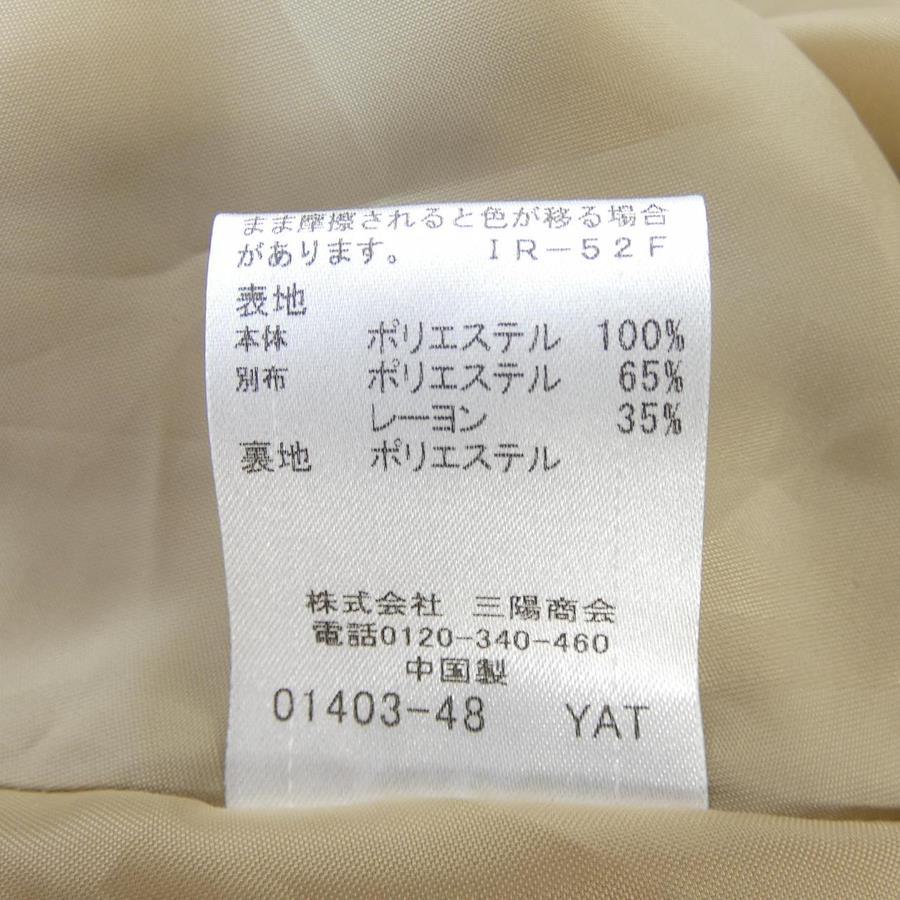 まま摩擦されると色が移る場合
があります。 IR-52F
表地
本体 ポリエステル 100%
別布 ポリエステル 65%
レーヨン 35%
裏地 ポリエステル
株式会社 三陽商会
電話0120-340-460
中国製
01403-48 YAT